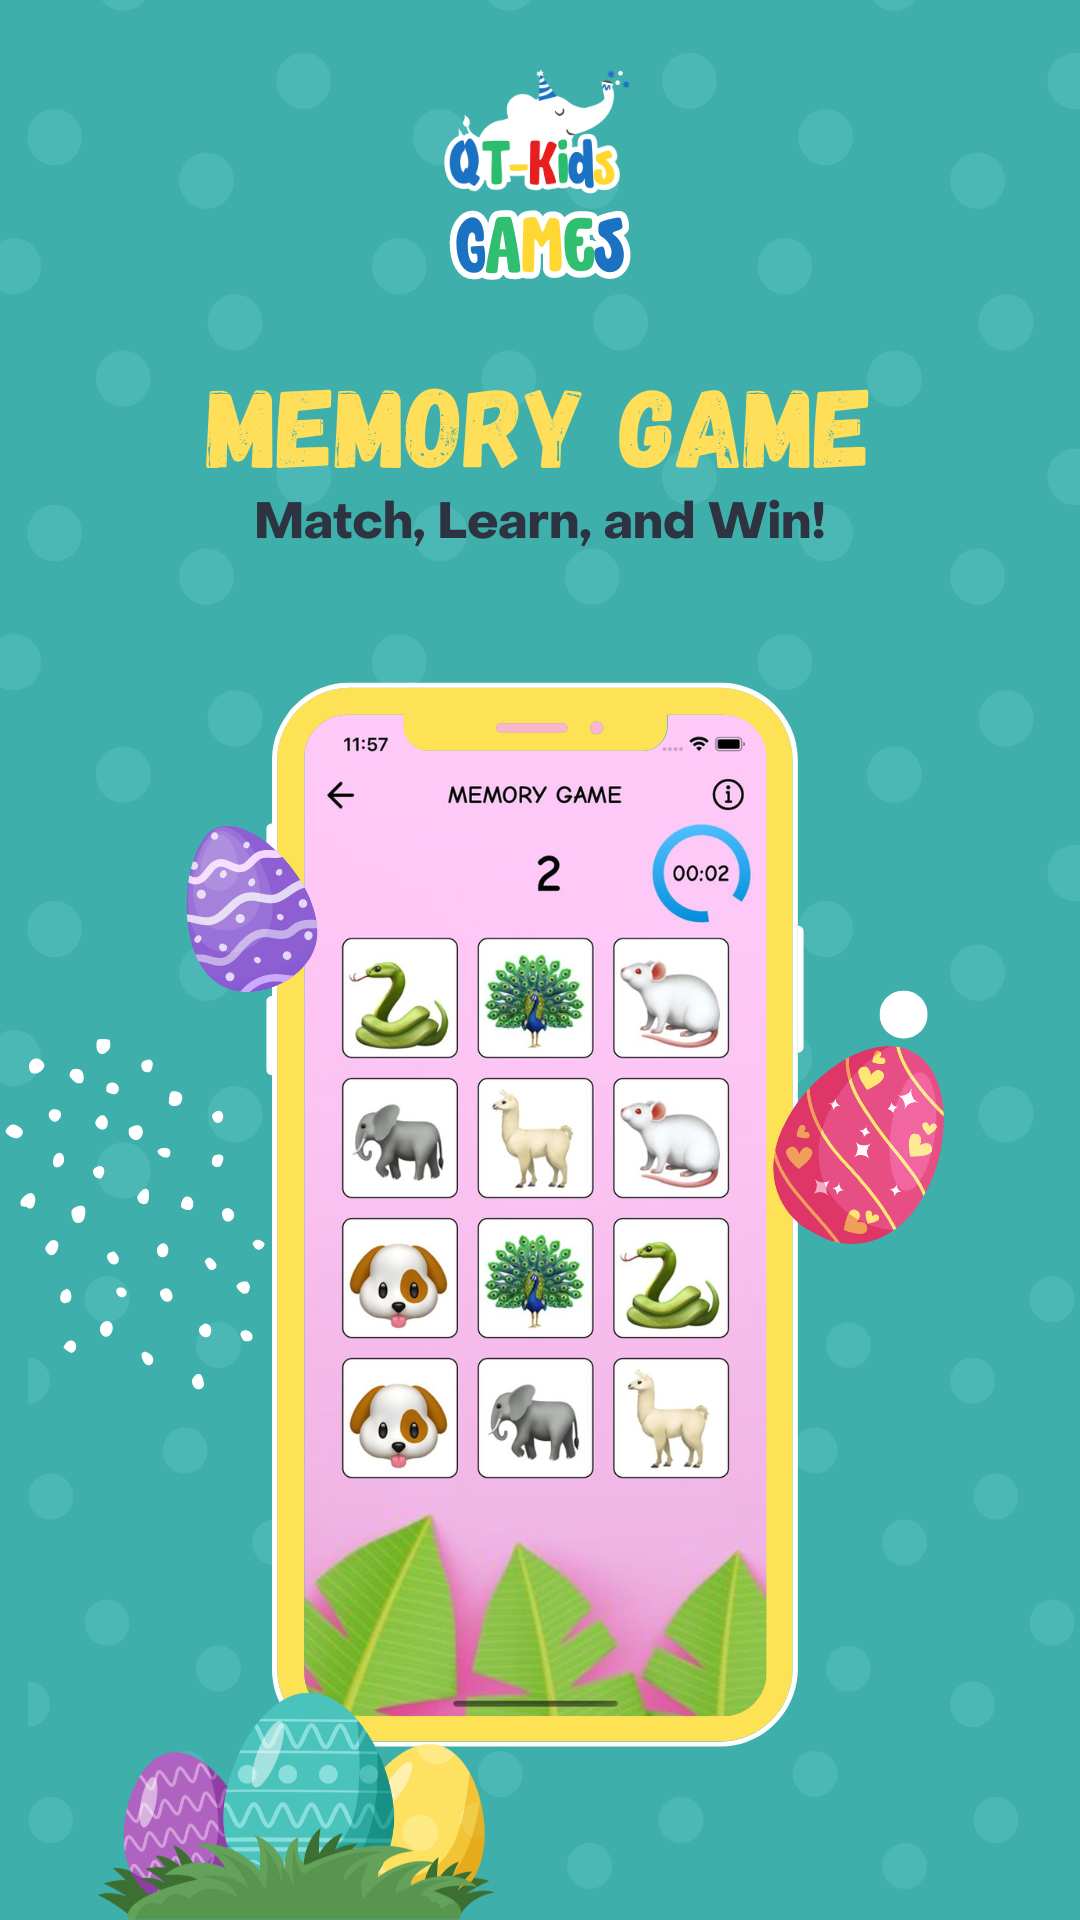 QT-Kids
GAMES
MEMORY GAME
Match, Learn, and Win!
11:57
MEMORY GAME
2
00:02